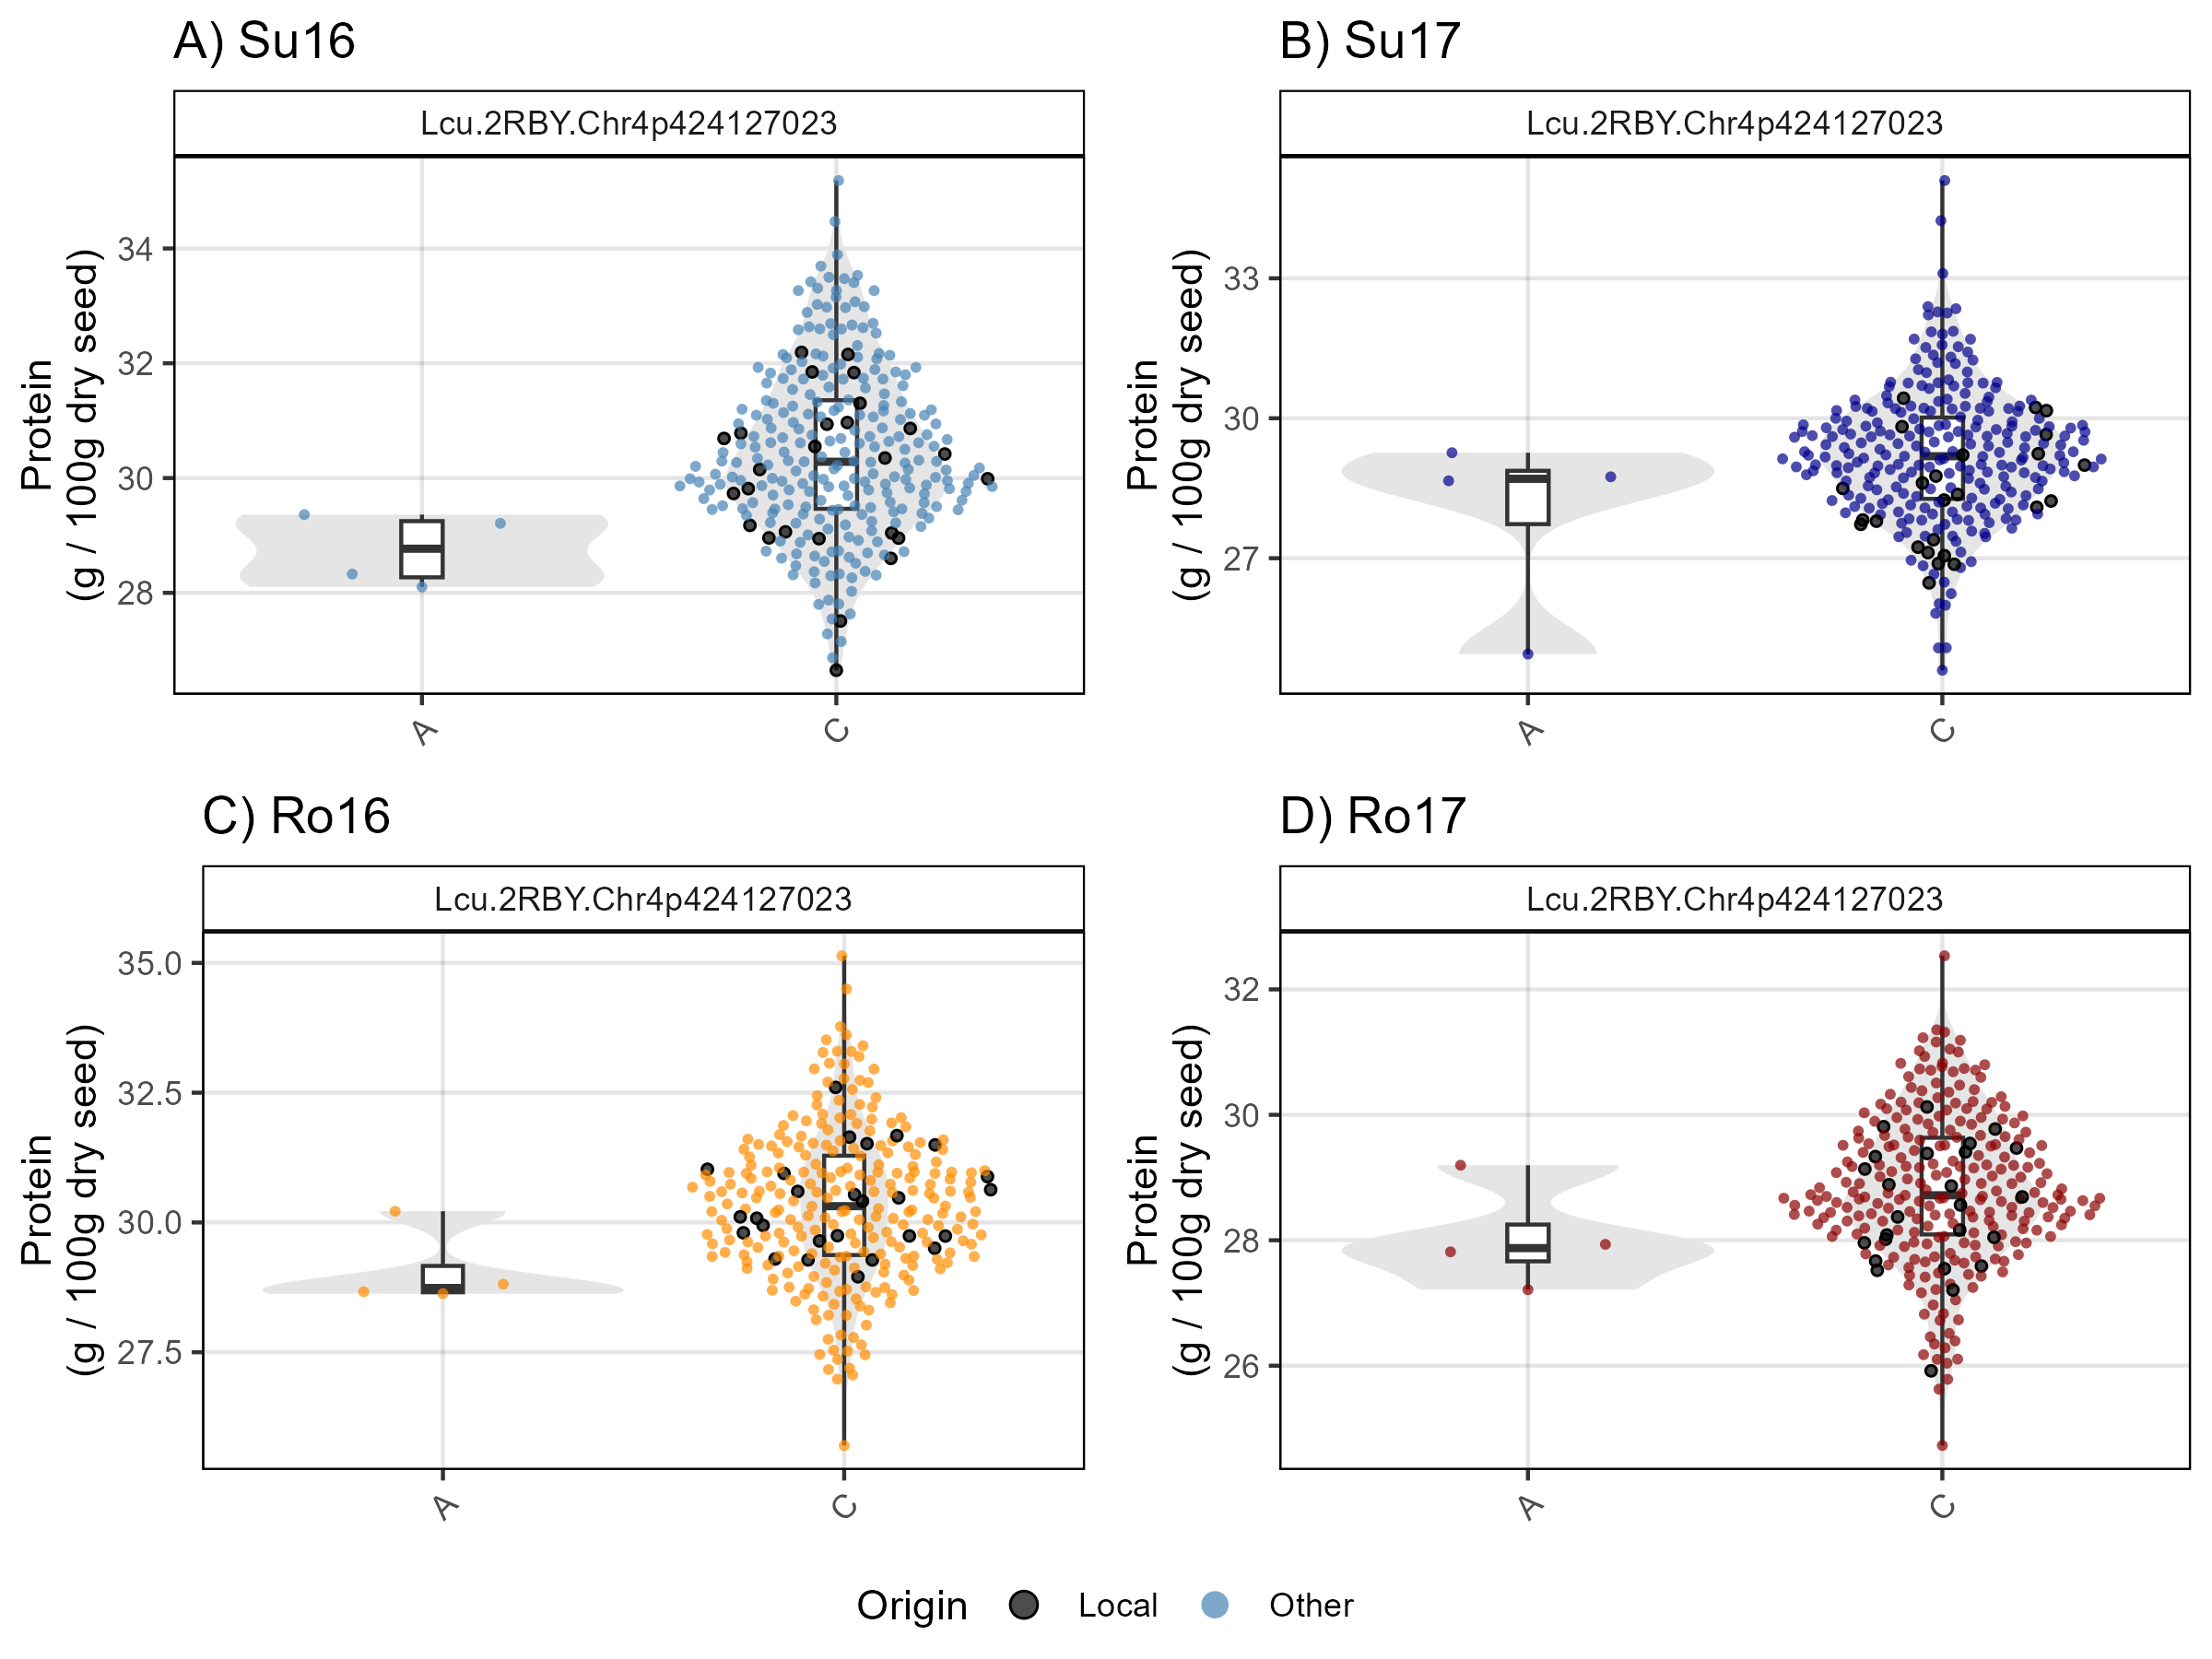 A) Su16
Lcu.2RBY.Chr4p424127023
Protein
(g / 100g dry seed)
34
32
30
28
A
C
B) Su17
Lcu.2RBY.Chr4p424127023
Protein
(g / 100g dry seed)
33
30
27
A
C
C) Ro16
Lcu.2RBY.Chr4p424127023
Protein
(g / 100g dry seed)
35.0
32.5
30.0
27.5
A
C
D) Ro17
Lcu.2RBY.Chr4p424127023
Protein
(g / 100g dry seed)
32
30
28
26
A
C
Origin Local Other